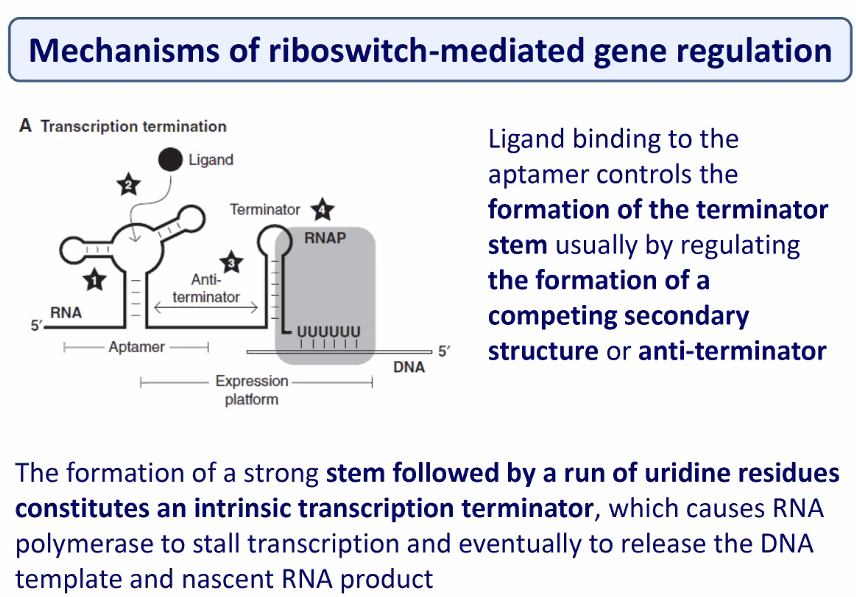 Mechanisms of riboswitch-mediated gene regulation
A Transcription termination
Ligand
2
Terminator 4
RNAP
3
1
Anti-
terminator
RNA
5′
UUUUUU
Aptamer
5′
DNA
Expression
platform
Ligand binding to the
aptamer controls the
formation of the terminator
stem usually by regulating
the formation of a
competing secondary
structure or anti-terminator
The formation of a strong stem followed by a run of uridine residues
constitutes an intrinsic transcription terminator, which causes RNA
polymerase to stall transcription and eventually to release the DNA
template and nascent RNA product